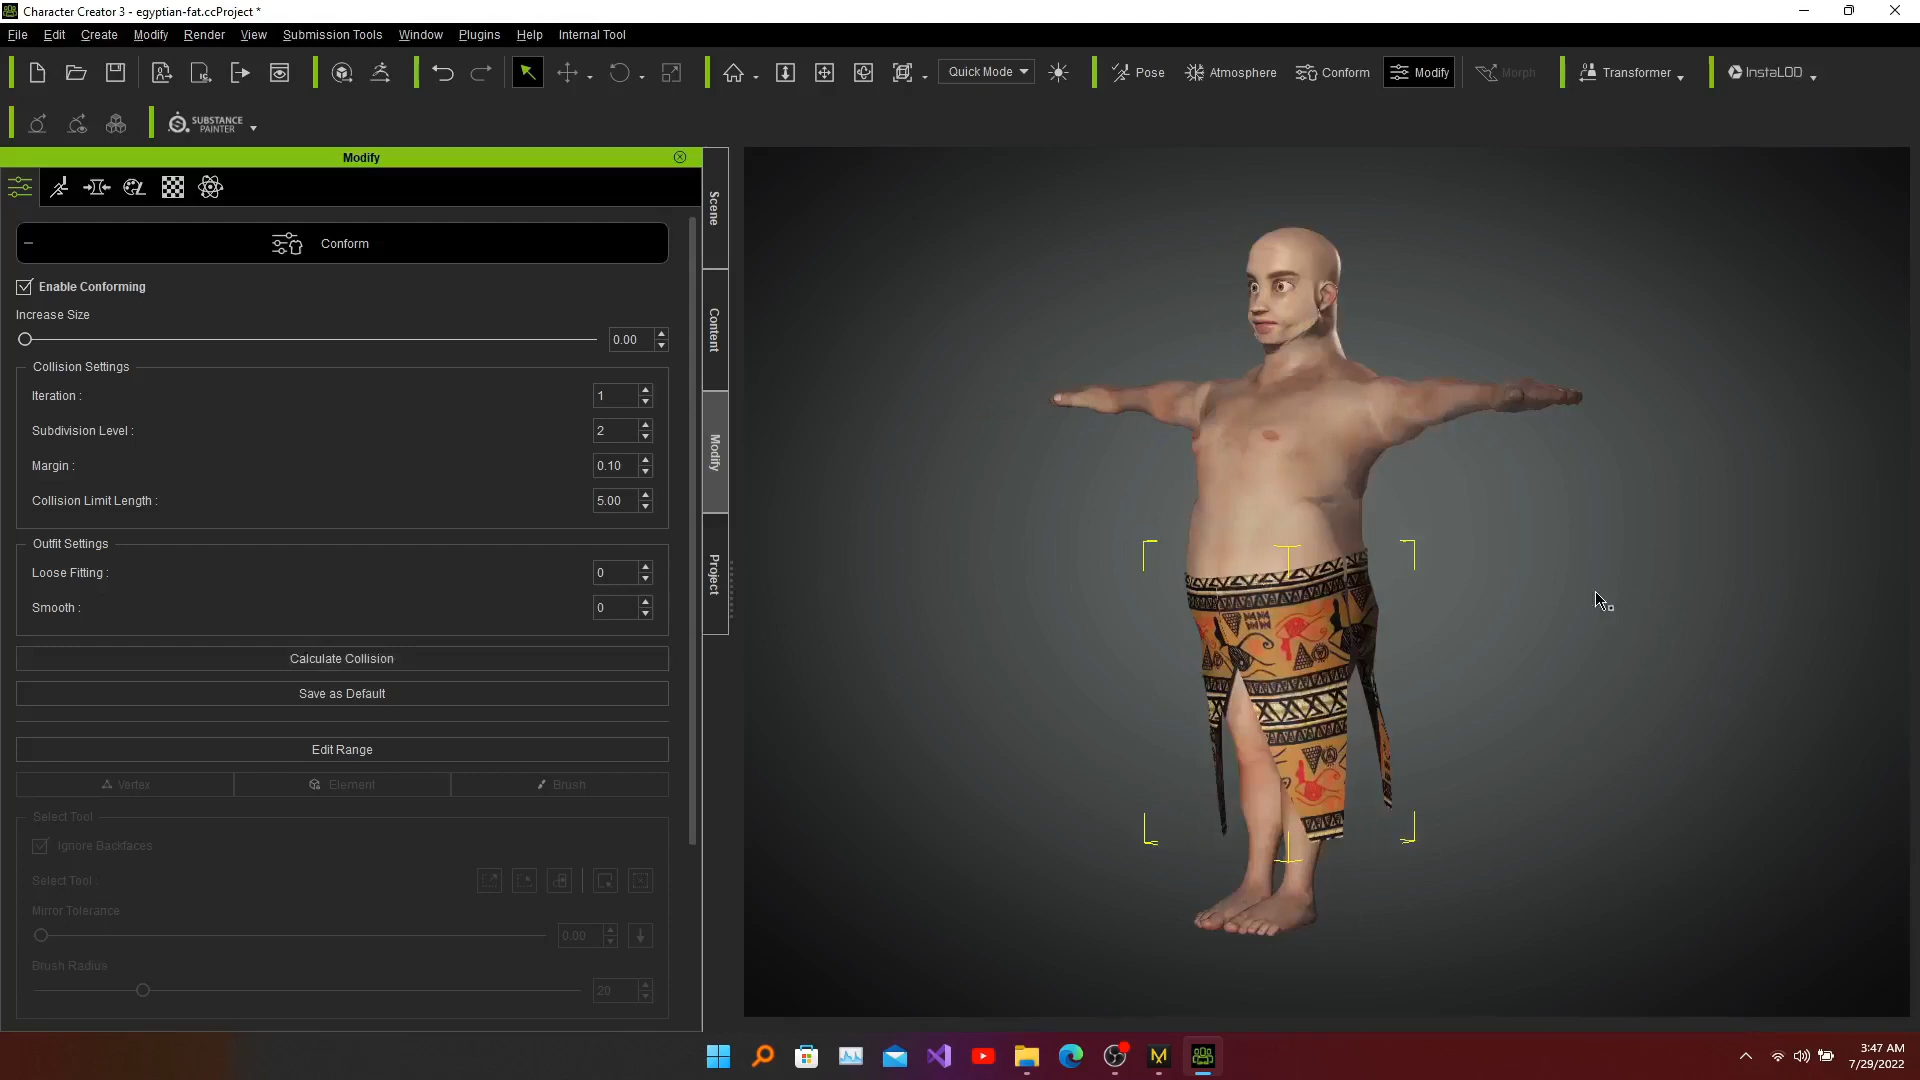 Character Creator 3 - egyptian-fat.ccProject *
File Edit Create Modify Render View Submission Tools Window Plugins Help Internal Tool
Quick Mode Pose Atmosphere Conform Modify Morph Transformer InstaLOD
SUBSTANCE
PAINTER
Modify
Conform
Enable Conforming
Increase Size
0.00
Collision Settings
Iteration : 1
Subdivision Level : 2
Margin : 0.10
Collision Limit Length : 5.00
Outfit Settings
Loose Fitting : 0
Smooth : 0
Calculate Collision
Save as Default
Edit Range
Vertex Element Brush
Select Tool
Ignore Backfaces
Select Tool
Mirror Tolerance
0.00
Brush Radius
20
Scene
Content
Modify
Project
3:47 AM
7/29/2022